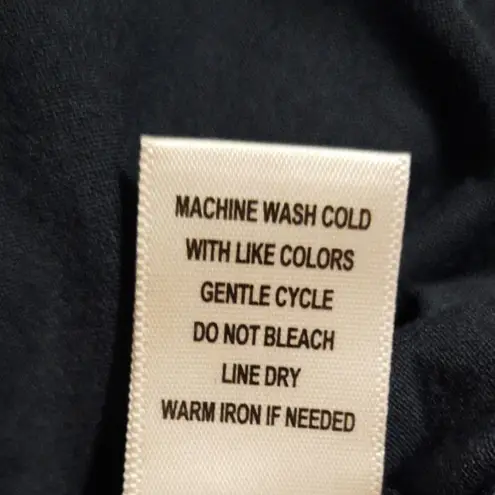 MACHINE WASH COLD
WITH LIKE COLORS
GENTLE CYCLE
DO NOT BLEACH
LINE DRY
WARM IRON IF NEEDED